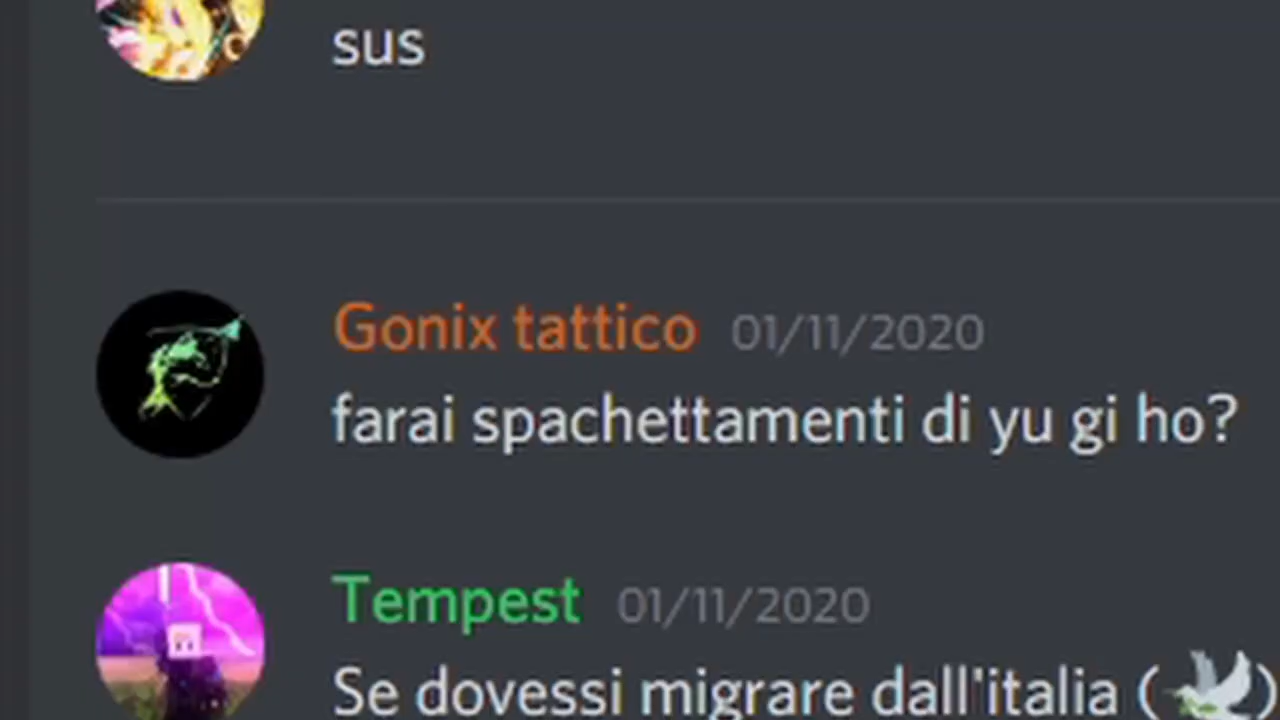 sus
Gonix tattico 01/11/2020
farai spachettamenti di yu gi ho?
Tempest 01/11/2020
Se dovessi migrare dall'italia (🕊)